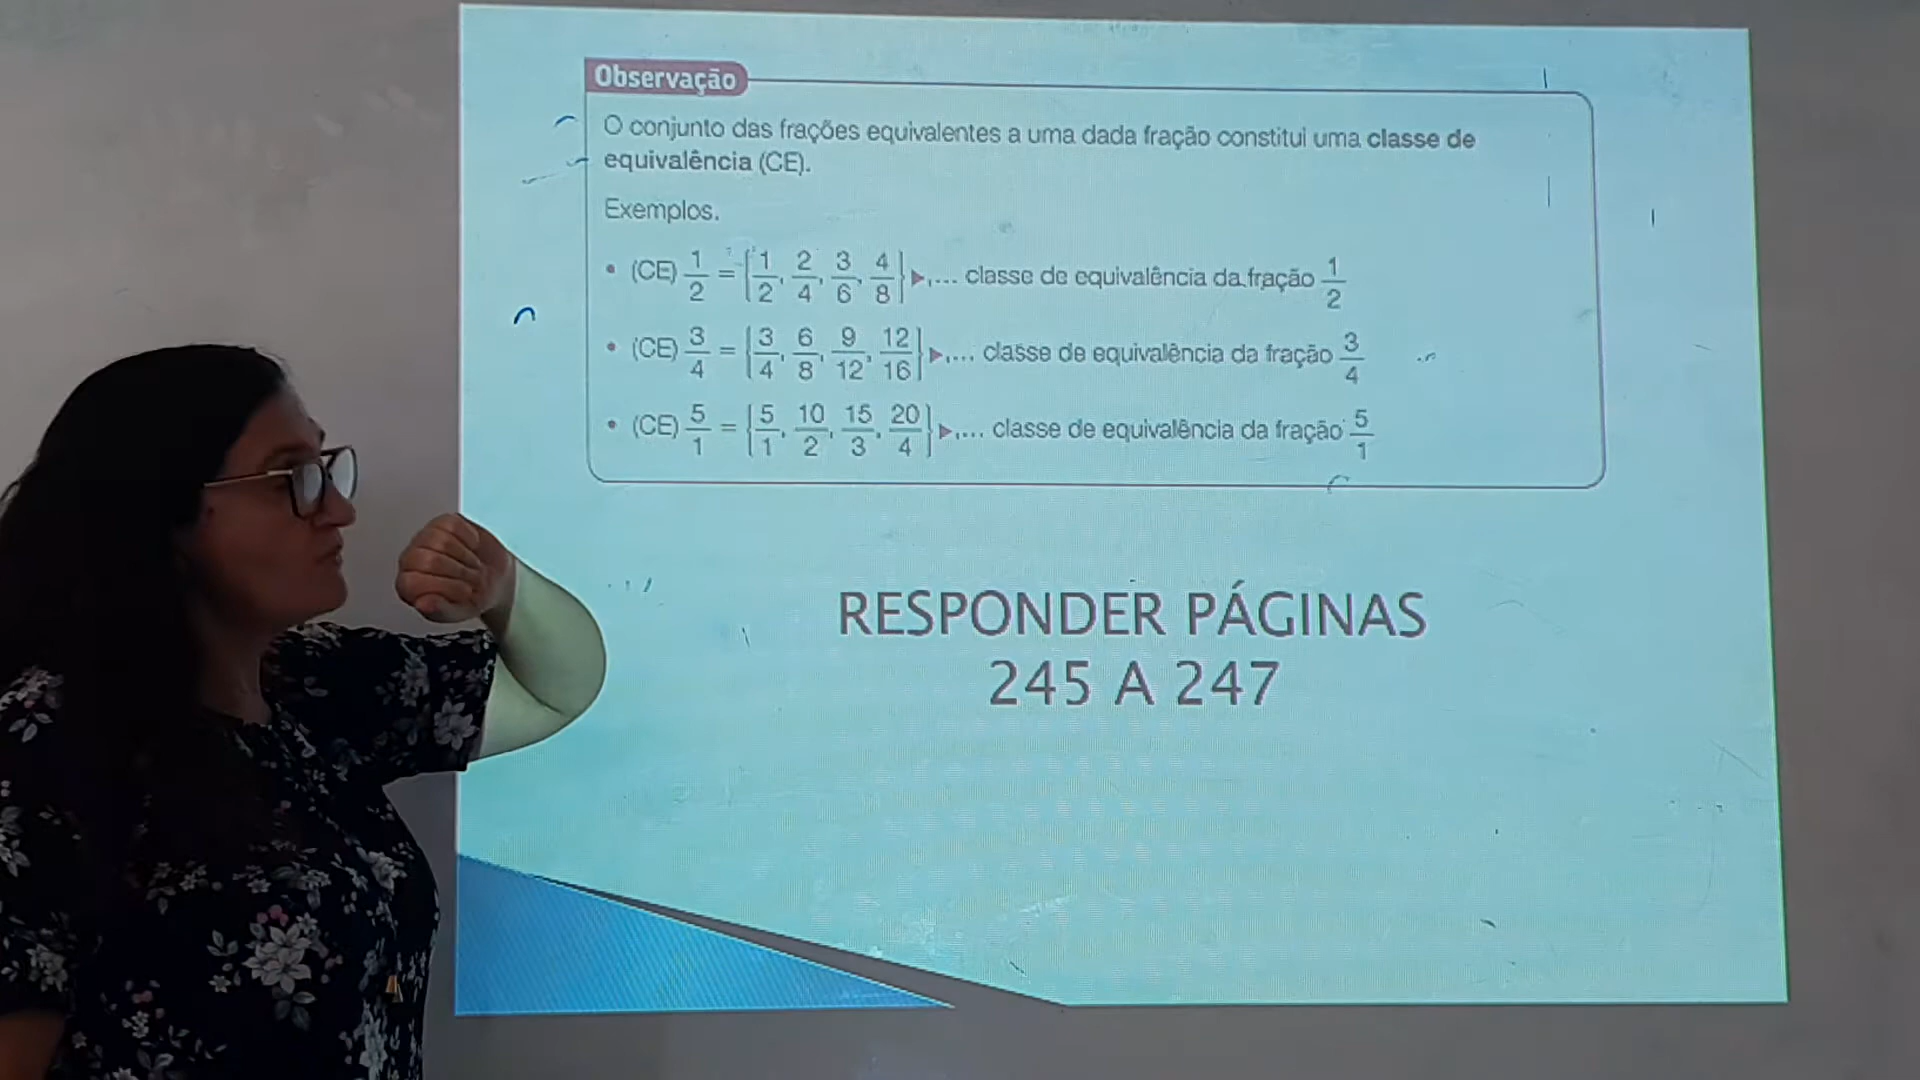 Observação
O conjunto das frações equivalentes a uma dada fração constitui uma classe de
equivalência (CE).
Exemplos.
• (CE) 1/2 = {1/2, 2/4, 3/6, 4/8} ▶,... classe de equivalência da fração 1/2
• (CE) 3/4 = {3/4, 6/8, 9/12, 12/16} ▶,... classe de equivalência da fração 3/4
• (CE) 5/1 = {5/1, 10/2, 15/3, 20/4} ▶,... classe de equivalência da fração 5/1
RESPONDER PÁGINAS
245 A 247